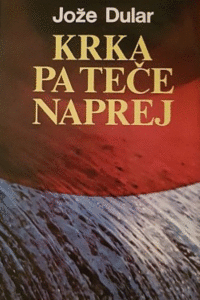 Jože Dular
KRKA
PA TEČE
NAPREJ